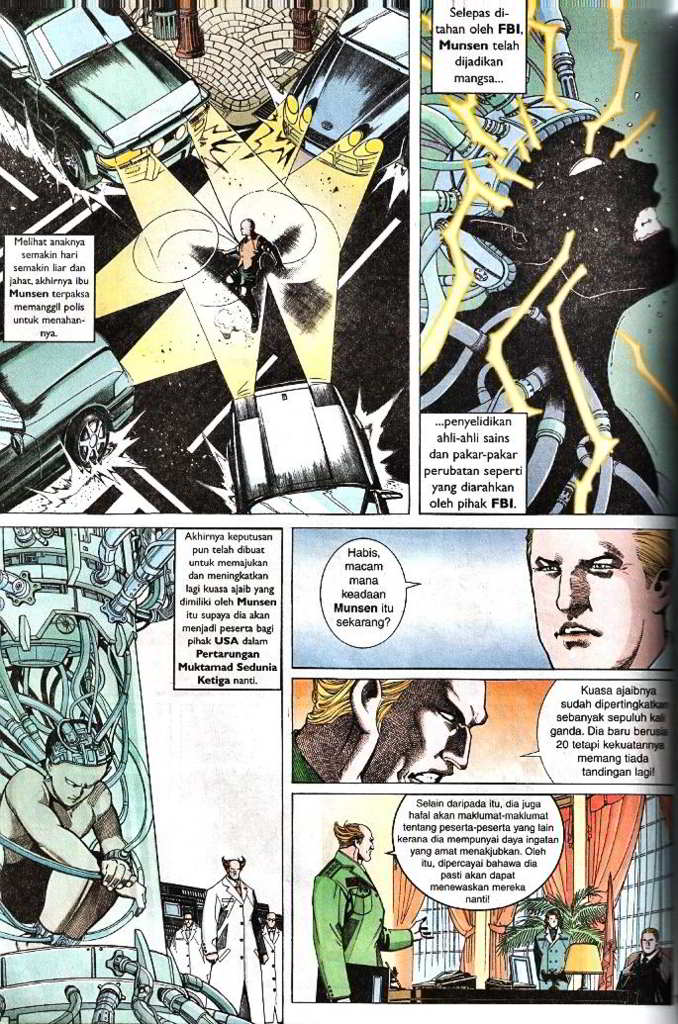 Melihat anaknya
semakin hari
semakin liar dan
jahat, akhirnya ibu
Munsen terpaksa
memanggil polis
untuk menahan-
nya.
Selepas di-
tahan oleh FBI,
Munsen telah
dijadikan
mangsa...
...penyelidikan
ahli-ahli sains
dan pakar-pakar
perubatan seperti
yang diarahkan
oleh pihak FBI.
Akhirnya keputusan
pun telah dibuat
untuk memajukan
dan meningkatkan
lagi kuasa ajaib yang
dimiliki oleh Munsen
itu supaya dia akan
menjadi peserta bagi
pihak USA dalam
Pertarungan
Muktamad Sedunia
Ketiga nanti.
Habis,
macam
mana
keadaan
Munsen itu
sekarang?
Kuasa ajaibnya
sudah dipertingkatkan
sebanyak sepuluh kali
ganda. Dia baru berusia
20 tetapi kekuatannya
memang tiada
tandingan lagi!
Selain daripada itu, dia juga
hafal akan maklumat-maklumat
tentang peserta-peserta yang lain
kerana dia mempunyai daya ingatan
yang amat menakjubkan. Oleh
itu, dipercayai bahawa dia
pasti akan dapat
menewaskan mereka
nanti!